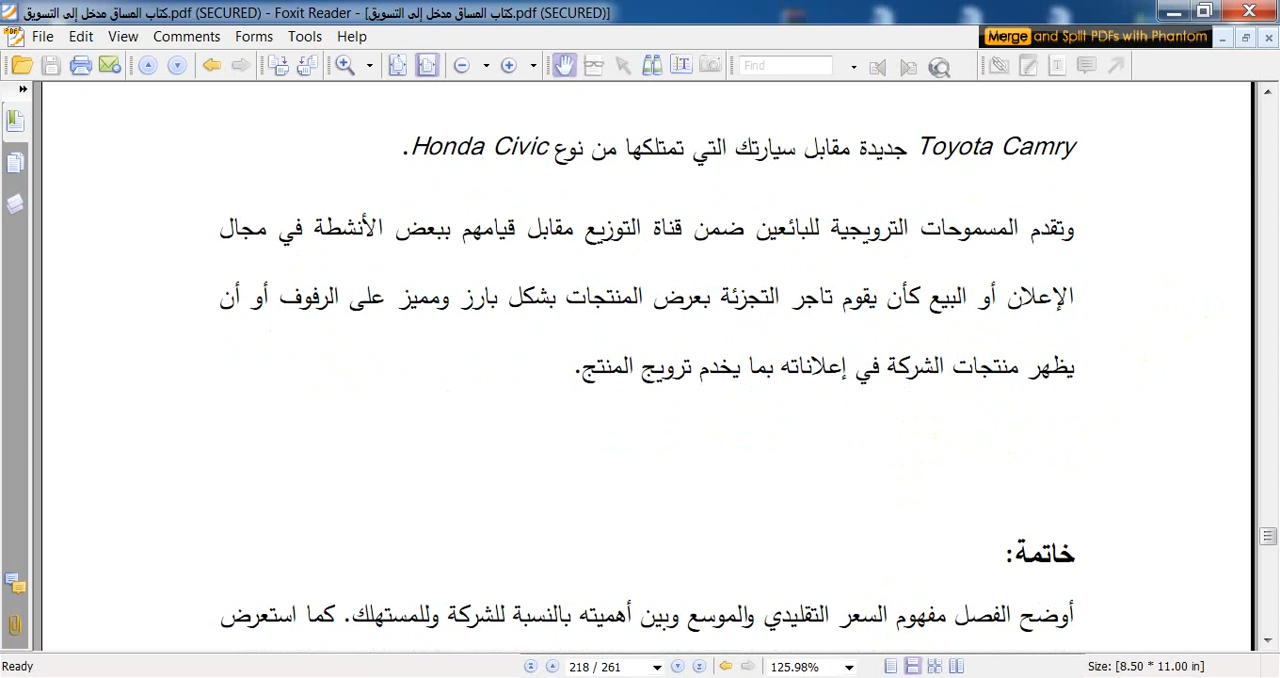 كتاب المساق مدخل إلى التسويق.pdf (SECURED) - Foxit Reader - [كتاب المساق مدخل إلى التسويق.pdf (SECURED)]
File Edit View Comments Forms Tools Help
Merge and Split PDFs with Phantom
Find
Toyota Camry جديدة مقابل سيارتك التي تمتلكها من نوع Honda Civic.
وتقدم المسموحات الترويجية للبائعين ضمن قناة التوزيع مقابل قيامهم ببعض الأنشطة في مجال
الإعلان أو البيع كأن يقوم تاجر التجزئة بعرض المنتجات بشكل بارز ومميز على الرفوف أو أن
يظهر منتجات الشركة في إعلاناته بما يخدم ترويج المنتج.
خاتمة:
أوضح الفصل مفهوم السعر التقليدي والموسع وبين أهميته بالنسبة للشركة وللمستهلك. كما استعرض
Ready
218 / 261
125.98%
Size: [8.50 * 11.00 in]